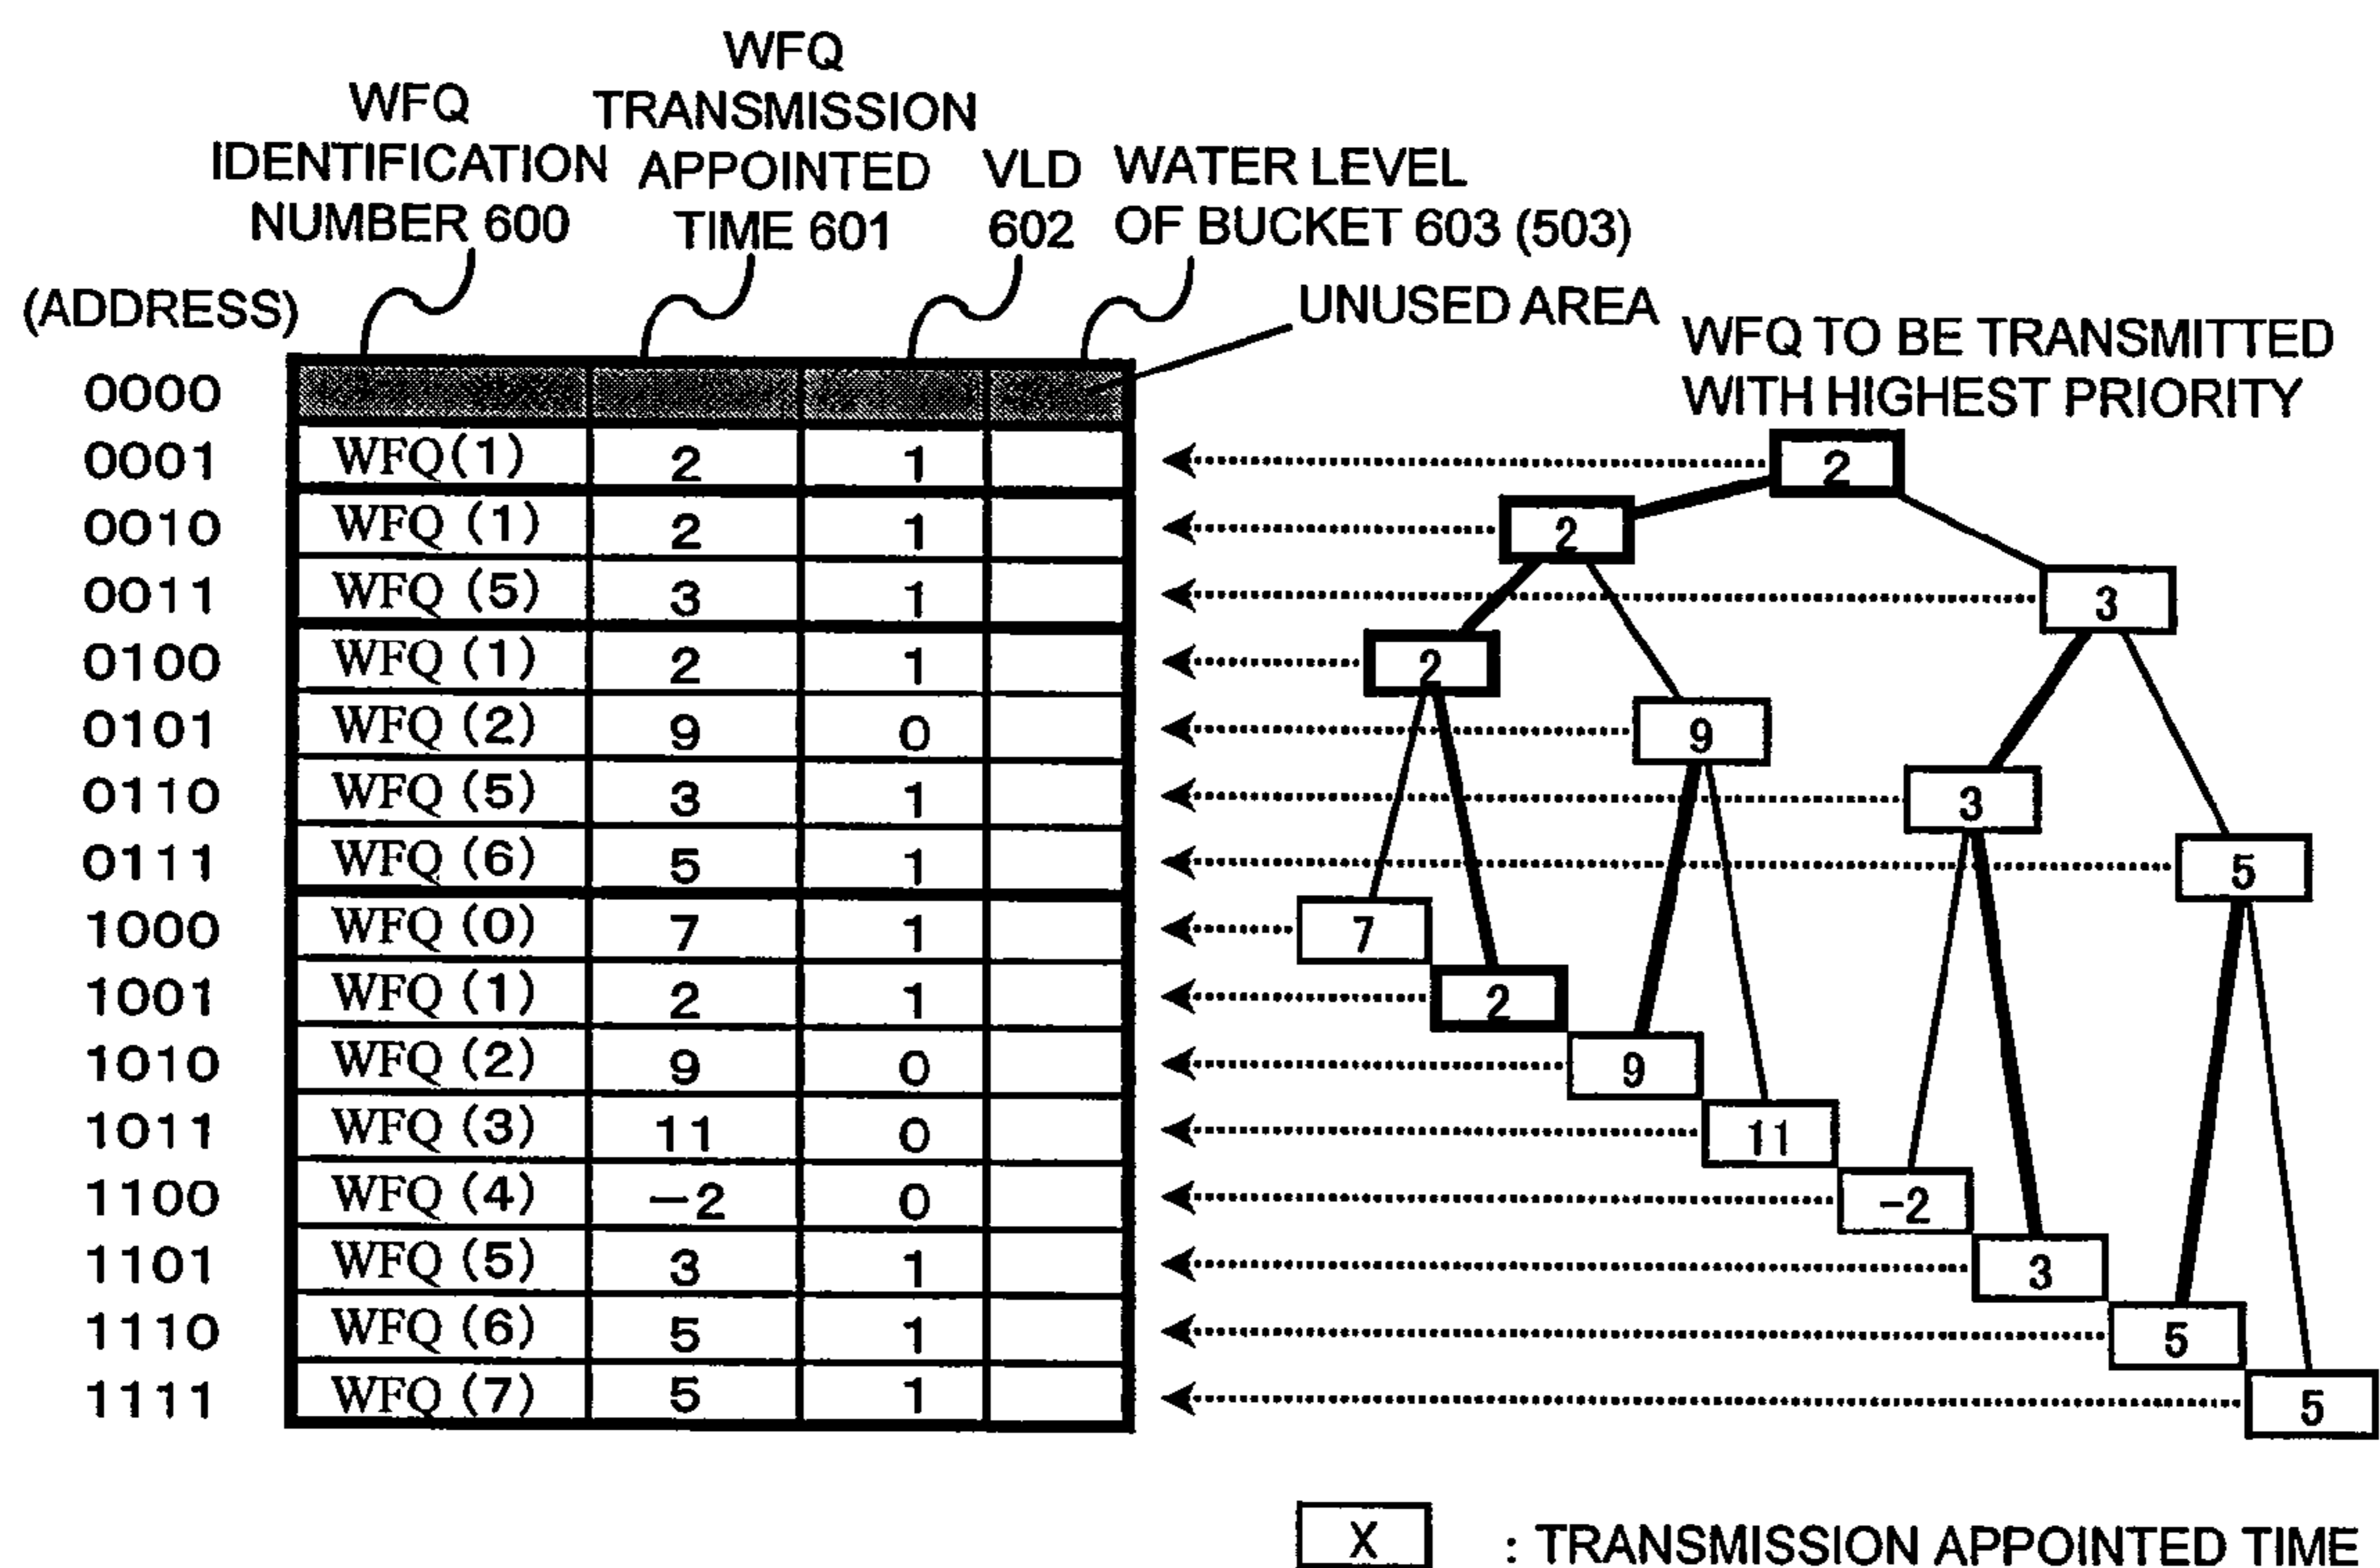 WFQ
IDENTIFICATION
NUMBER 600
WFQ
TRANSMISSION
APPOINTED
TIME 601
VLD
602
WATER LEVEL
OF BUCKET 603 (503)
(ADDRESS)
UNUSED AREA
WFQ TO BE TRANSMITTED
WITH HIGHEST PRIORITY
0000
0001 WFQ(1) 2 1 2
0010 WFQ (1) 2 1 2
0011 WFQ (5) 3 1 3
0100 WFQ (1) 2 1 2
0101 WFQ (2) 9 0 9
0110 WFQ (5) 3 1 3
0111 WFQ (6) 5 1 5
1000 WFQ (0) 7 1 7
1001 WFQ (1) 2 1 2
1010 WFQ (2) 9 0 9
1011 WFQ (3) 11 0 11
1100 WFQ (4) −2 0 −2
1101 WFQ (5) 3 1 3
1110 WFQ (6) 5 1 5
1111 WFQ (7) 5 1 5
X : TRANSMISSION APPOINTED TIME